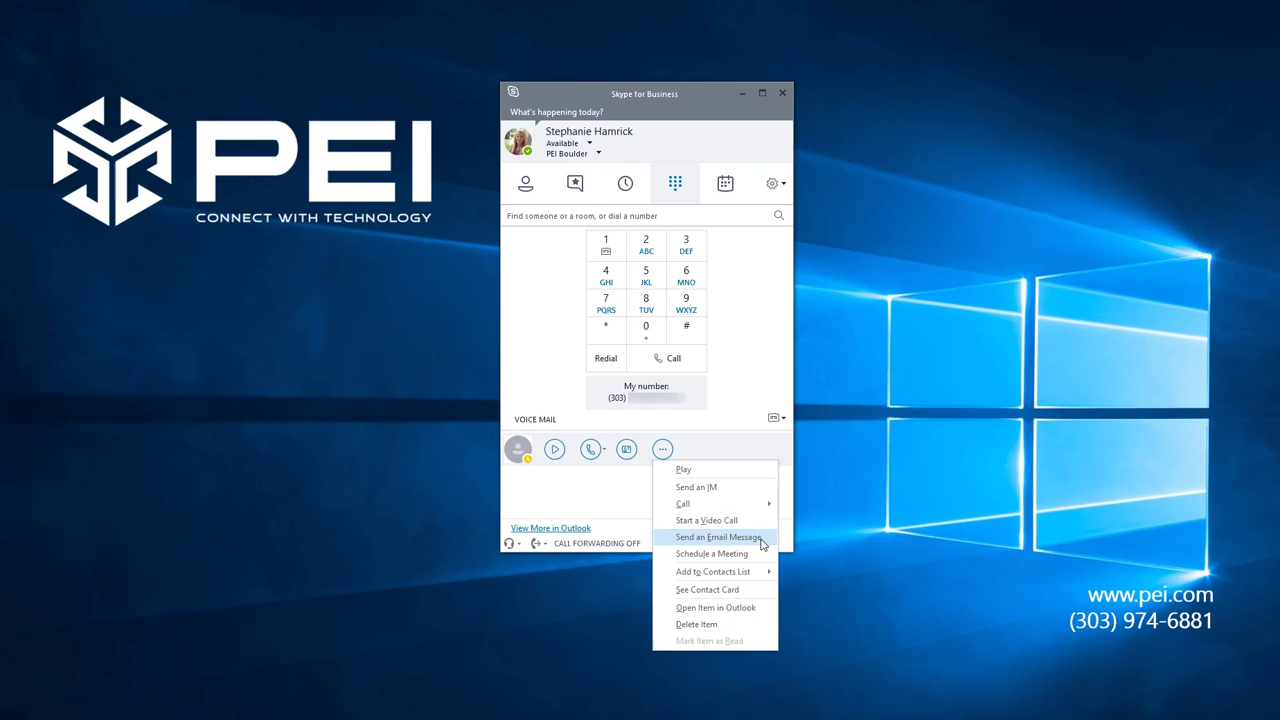 PEI
CONNECT WITH TECHNOLOGY
Skype for Business
What's happening today?
Stephanie Hamrick
Available
PEI Boulder
Find someone or a room, or dial a number
1 2 3
ABC DEF
4 5 6
GHI JKL MNO
7 8 9
PQRS TUV WXYZ
* 0 #
+
Redial Call
My number:
(303)
VOICE MAIL
Play
Send an IM
Call
Start a Video Call
Send an Email Message
Schedule a Meeting
Add to Contacts List
See Contact Card
Open Item in Outlook
Delete Item
Mark Item as Read
View More in Outlook
CALL FORWARDING OFF
www.pei.com
(303) 974-6881